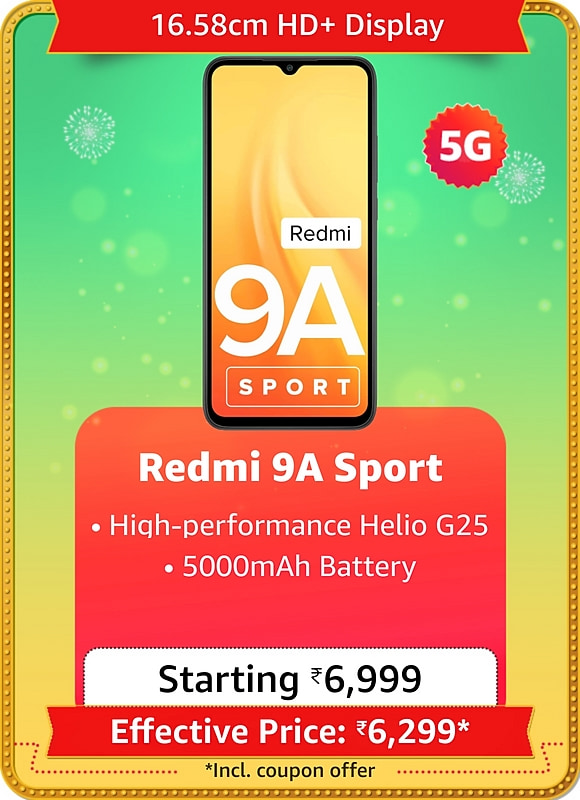 16.58cm HD+ Display
5G
Redmi
9A
SPORT
Redmi 9A Sport
• High-performance Helio G25
• 5000mAh Battery
Starting ₹6,999
Effective Price: ₹6,299*
*Incl. coupon offer